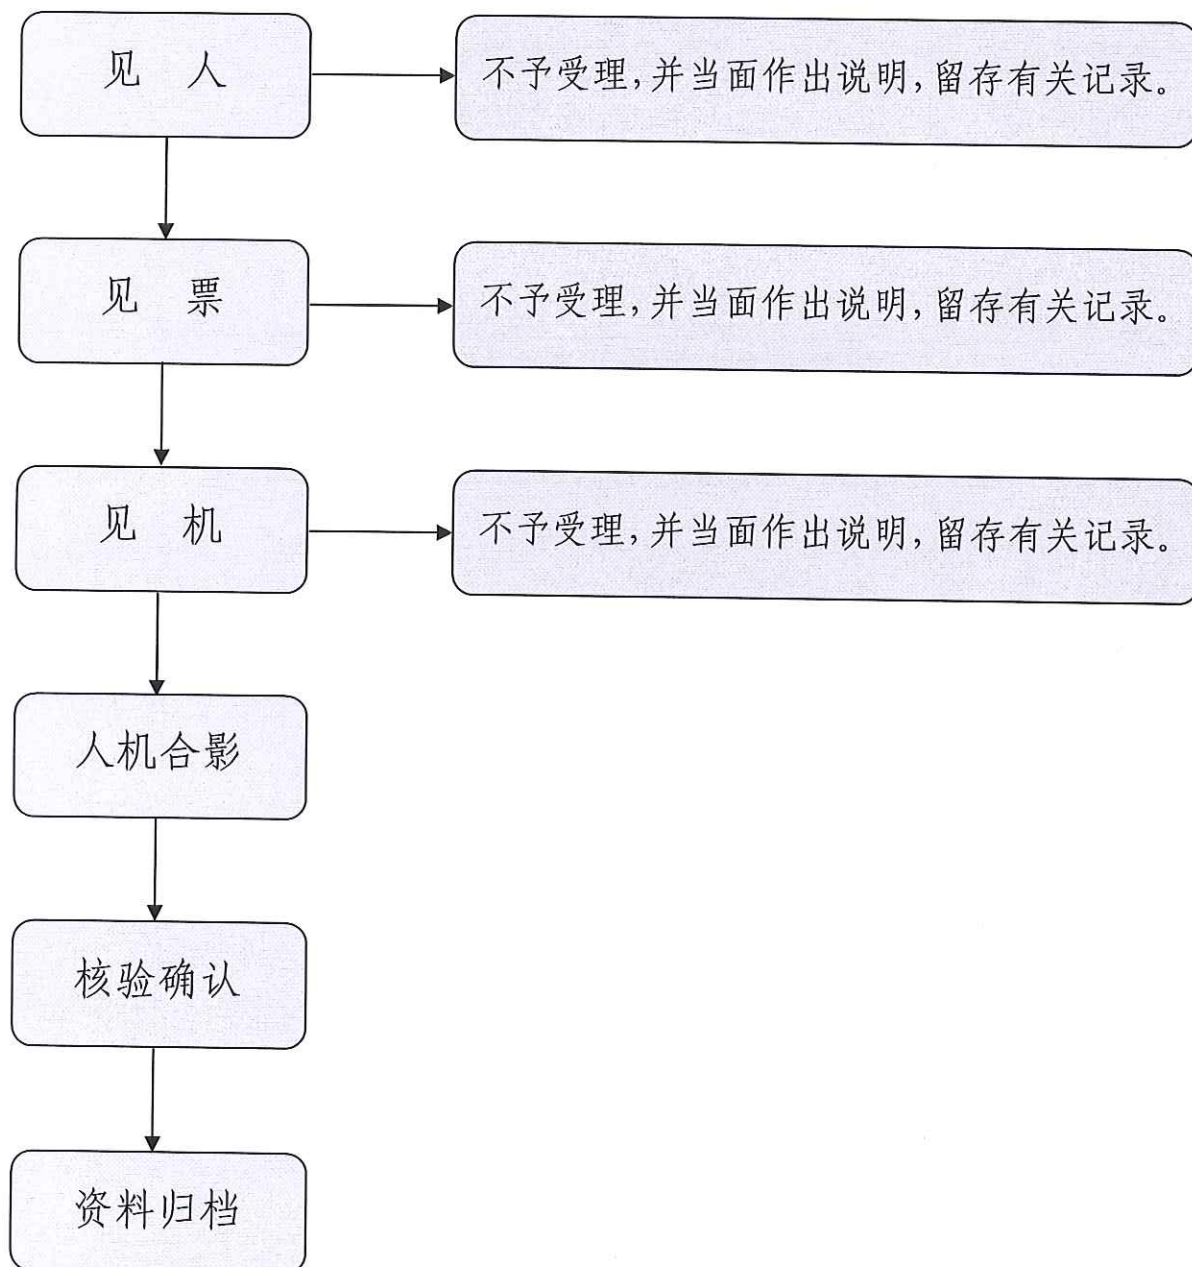 见 人
不予受理,并当面作出说明,留存有关记录。
见 票
不予受理,并当面作出说明,留存有关记录。
见 机
不予受理,并当面作出说明,留存有关记录。
人机合影
核验确认
资料归档